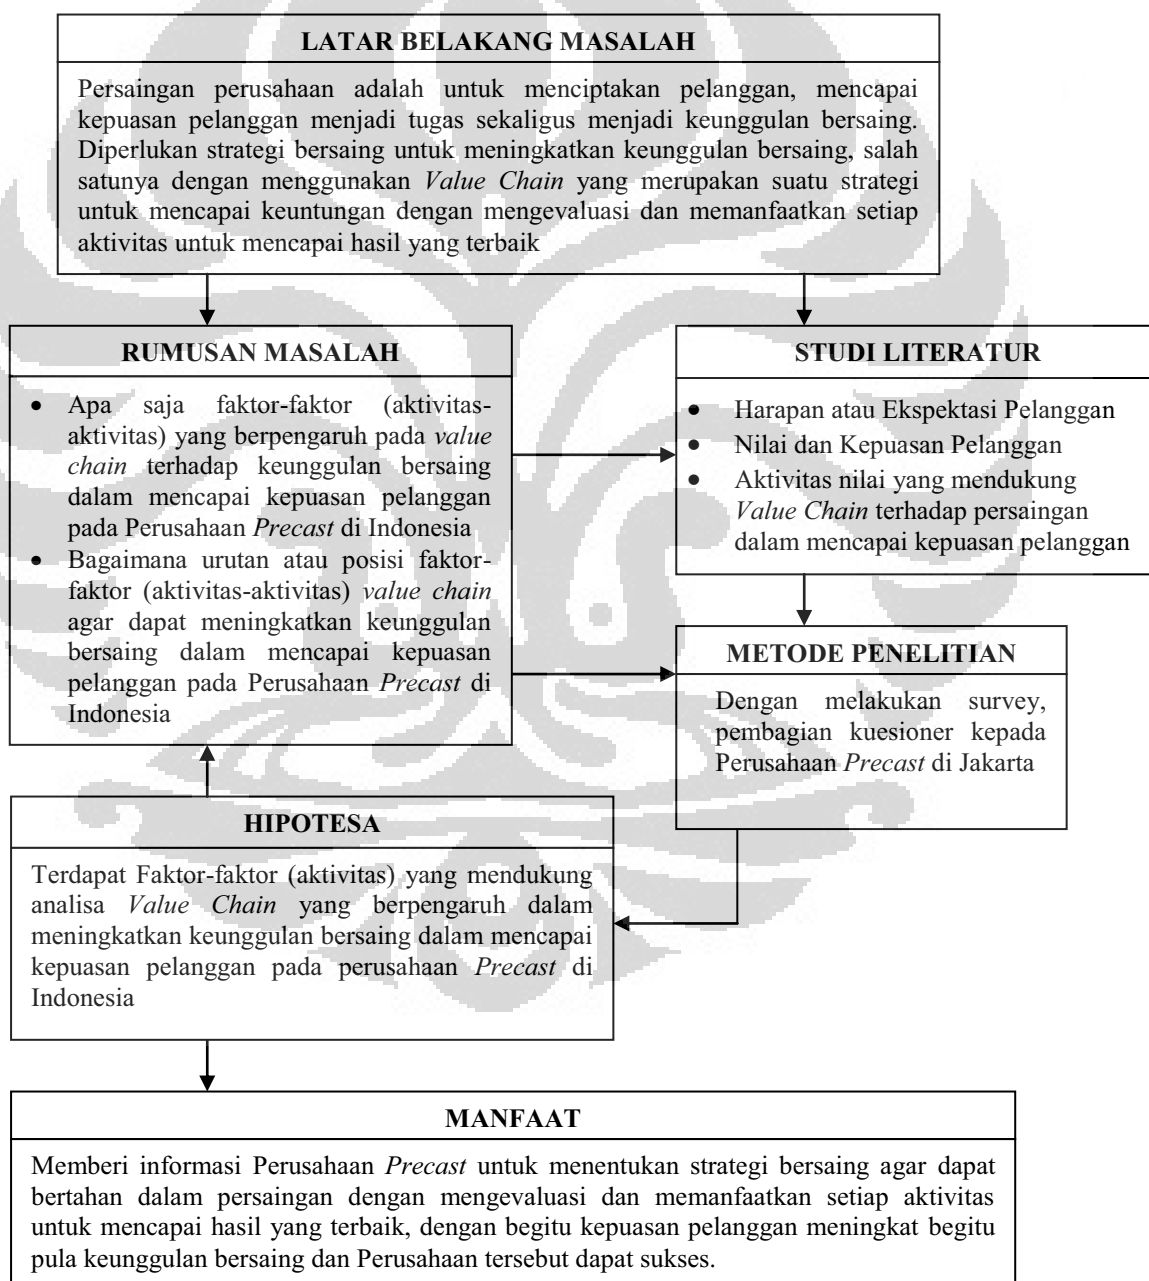 LATAR BELAKANG MASALAH
Persaingan perusahaan adalah untuk menciptakan pelanggan, mencapai
kepuasan pelanggan menjadi tugas sekaligus menjadi keunggulan bersaing.
Diperlukan strategi bersaing untuk meningkatkan keunggulan bersaing, salah
satunya dengan menggunakan Value Chain yang merupakan suatu strategi
untuk mencapai keuntungan dengan mengevaluasi dan memanfaatkan setiap
aktivitas untuk mencapai hasil yang terbaik
RUMUSAN MASALAH
• Apa saja faktor-faktor (aktivitas-
aktivitas) yang berpengaruh pada value
chain terhadap keunggulan bersaing
dalam mencapai kepuasan pelanggan
pada Perusahaan Precast di Indonesia
• Bagaimana urutan atau posisi faktor-
faktor (aktivitas-aktivitas) value chain
agar dapat meningkatkan keunggulan
bersaing dalam mencapai kepuasan
pelanggan pada Perusahaan Precast di
Indonesia
STUDI LITERATUR
• Harapan atau Ekspektasi Pelanggan
• Nilai dan Kepuasan Pelanggan
• Aktivitas nilai yang mendukung
Value Chain terhadap persaingan
dalam mencapai kepuasan pelanggan
METODE PENELITIAN
Dengan melakukan survey,
pembagian kuesioner kepada
Perusahaan Precast di Jakarta
HIPOTESA
Terdapat Faktor-faktor (aktivitas) yang mendukung
analisa Value Chain yang berpengaruh dalam
meningkatkan keunggulan bersaing dalam mencapai
kepuasan pelanggan pada perusahaan Precast di
Indonesia
MANFAAT
Memberi informasi Perusahaan Precast untuk menentukan strategi bersaing agar dapat
bertahan dalam persaingan dengan mengevaluasi dan memanfaatkan setiap aktivitas
untuk mencapai hasil yang terbaik, dengan begitu kepuasan pelanggan meningkat begitu
pula keunggulan bersaing dan Perusahaan tersebut dapat sukses.